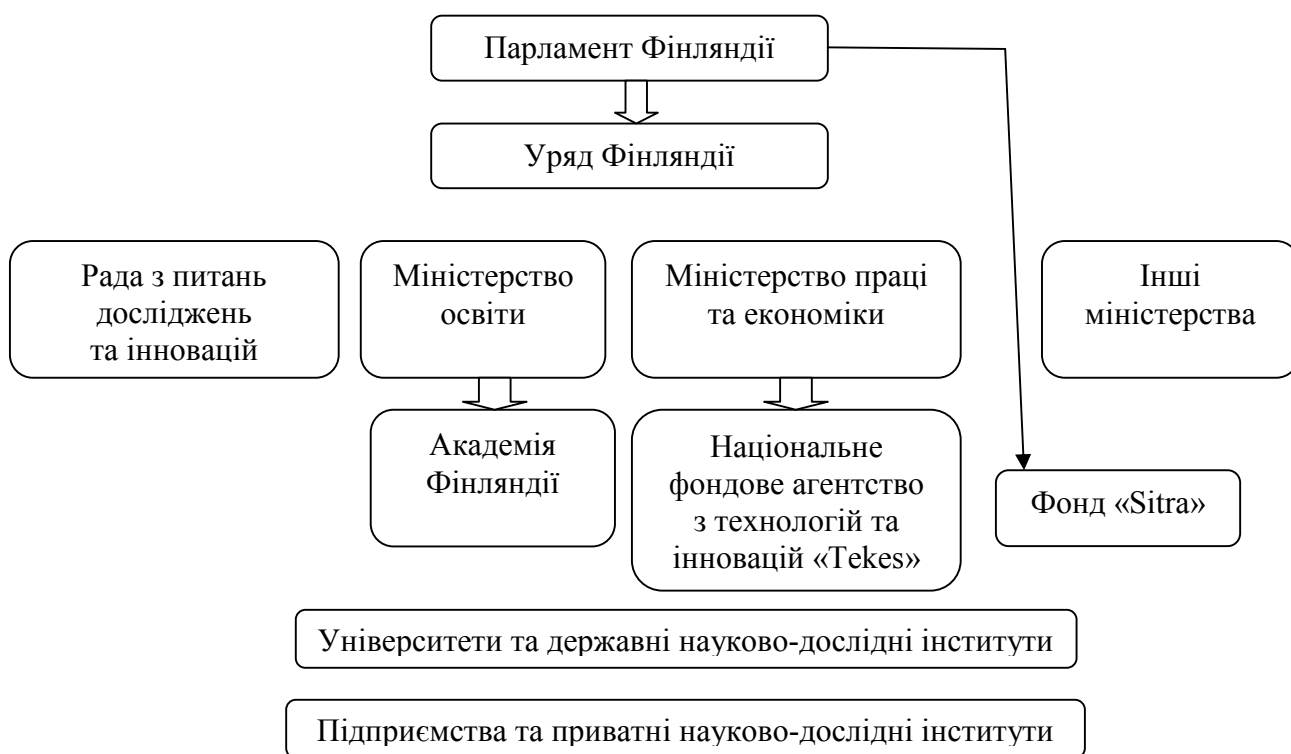 Парламент Фінляндії
Уряд Фінляндії
Рада з питань
досліджень
та інновацій
Міністерство
освіти
Міністерство праці
та економіки
Інші
міністерства
Академія
Фінляндії
Національне
фондове агентство
з технологій та
інновацій «Tekes»
Фонд «Sitra»
Університети та державні науково-дослідні інститути
Підприємства та приватні науково-дослідні інститути